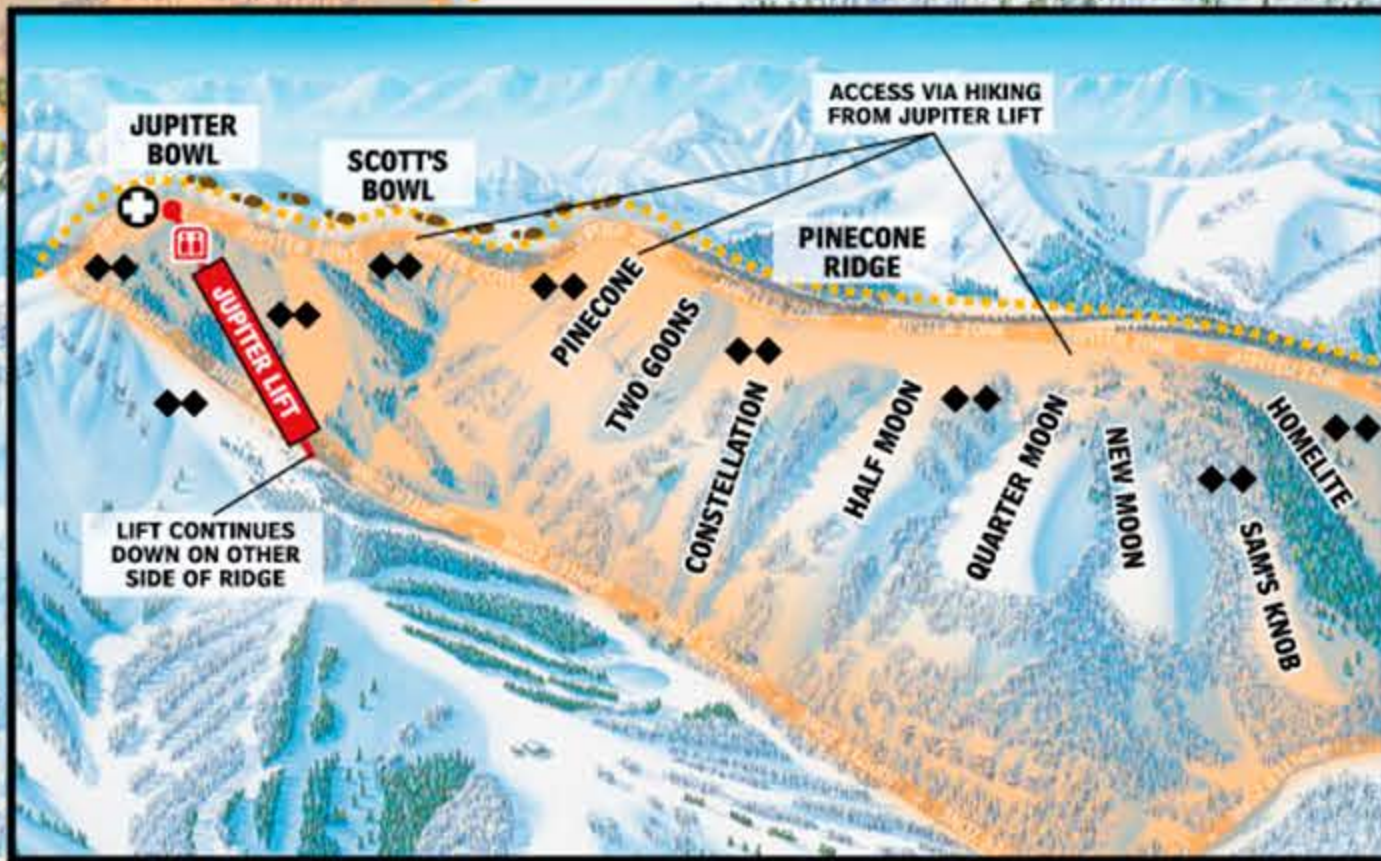 JUPITER
BOWL
SCOTT'S
BOWL
ACCESS VIA HIKING
FROM JUPITER LIFT
PINECONE
RIDGE
JUPITER LIFT
PINECONE
TWO GOONS
CONSTELLATION
HALF MOON
QUARTER MOON
NEW MOON
SAM'S KNOB
HOMELITE
LIFT CONTINUES
DOWN ON OTHER
SIDE OF RIDGE